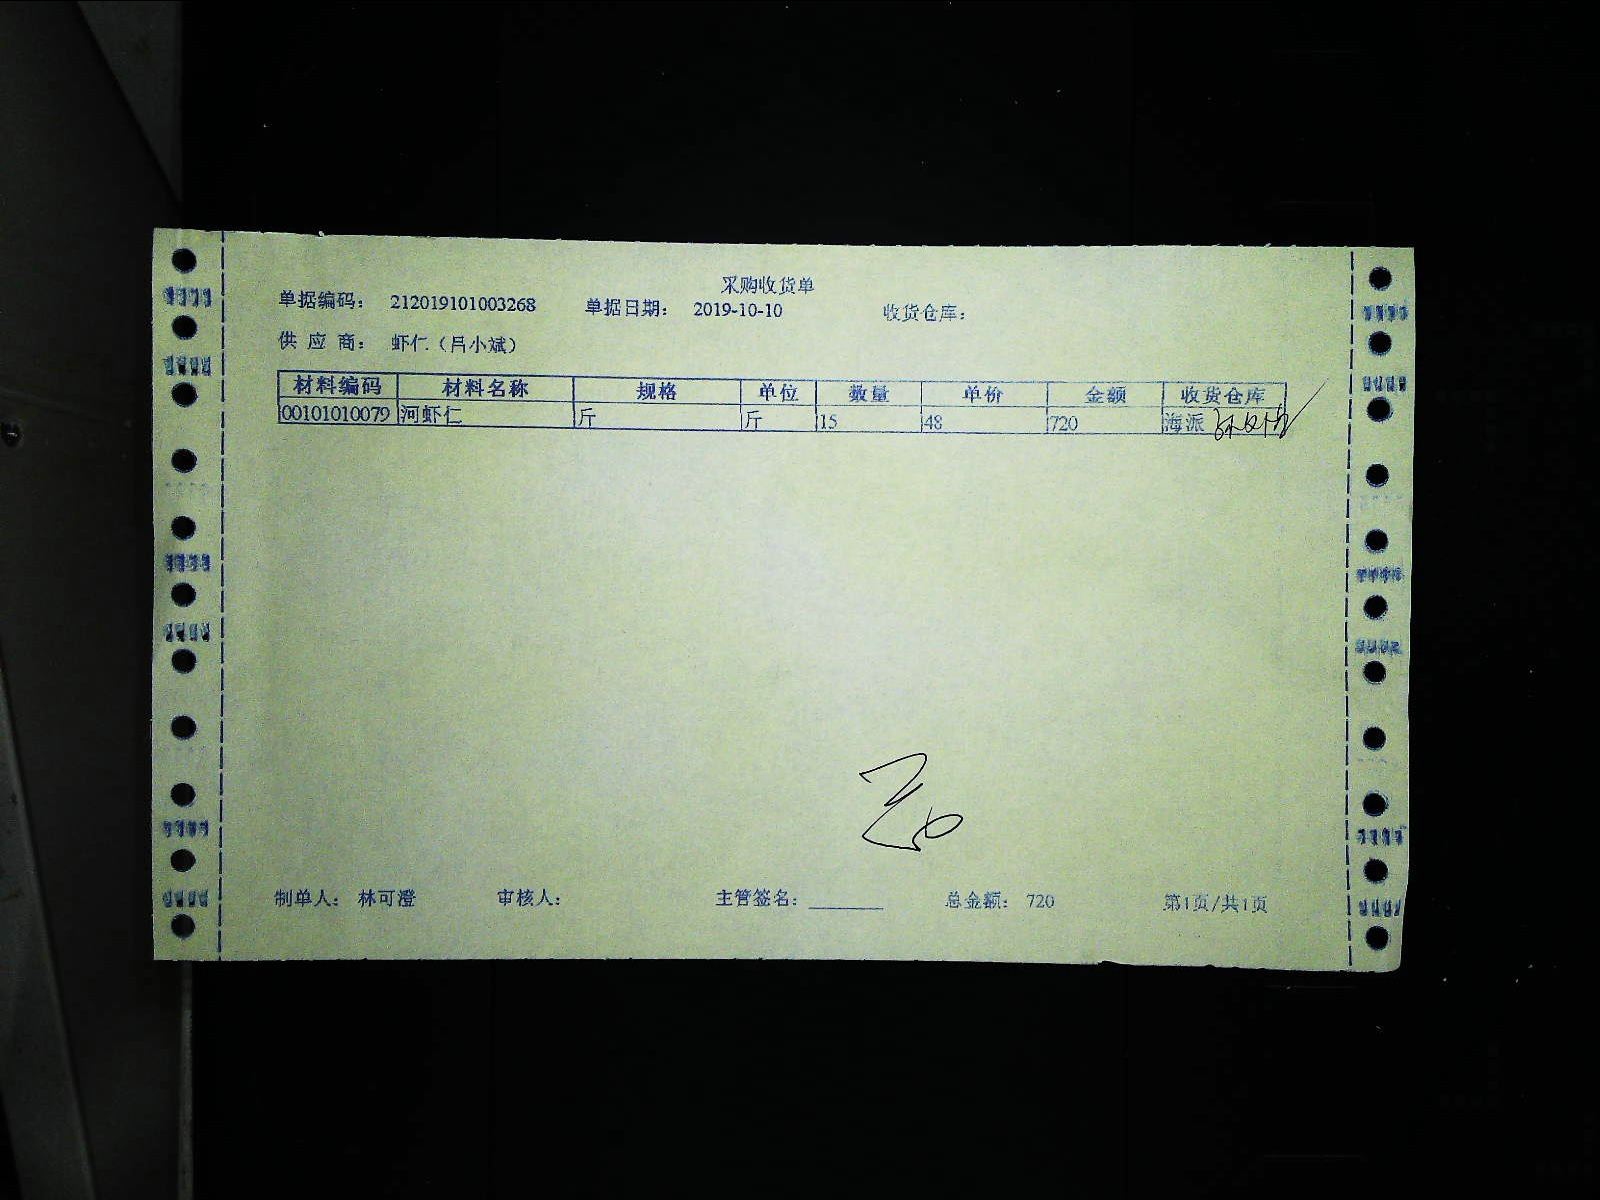 采购收货单
单据编码： 212019101003268 单据日期： 2019-10-10 收货仓库：
供 应 商： 虾仁（吕小斌）
材料编码 材料名称 规格 单位 数量 单价 金额 收货仓库
00101010079 河虾仁 斤 斤 15 48 720 海派
制单人： 林可澄 审核人： 主管签名： 总金额： 720 第1页/共1页